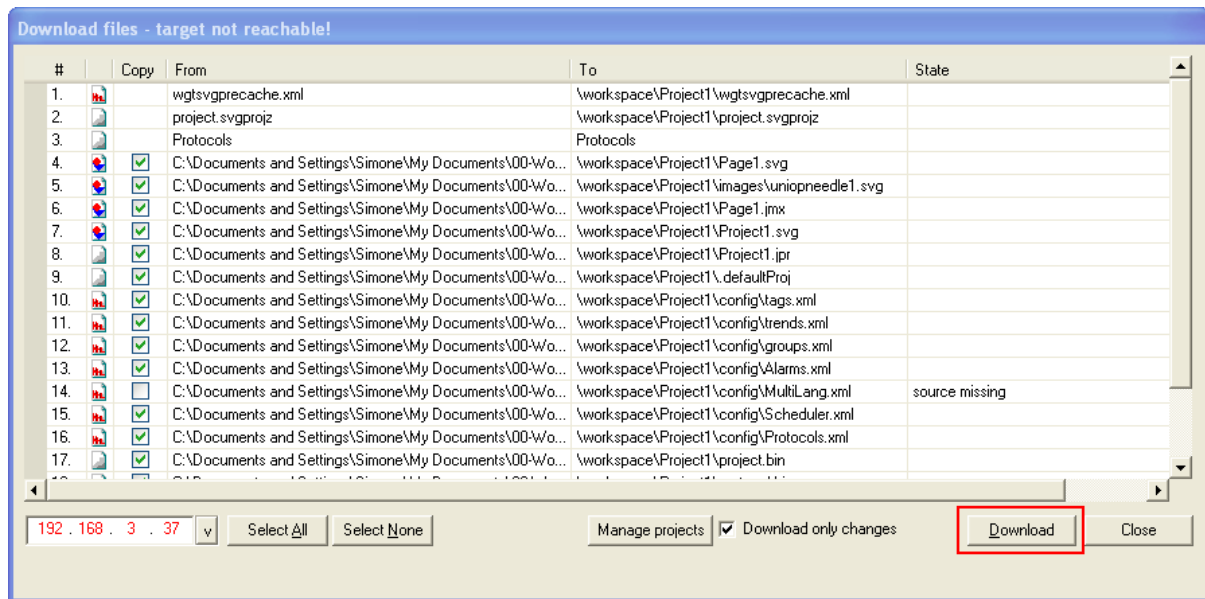 Download files - target not reachable!
# Copy From To State
1. wgtsvgprecache.xml \workspace\Project1\wgtsvgprecache.xml
2. project.svgprojz \workspace\Project1\project.svgprojz
3. Protocols Protocols
4. C:\Documents and Settings\Simone\My Documents\00-Wo... \workspace\Project1\Page1.svg
5. C:\Documents and Settings\Simone\My Documents\00-Wo... \workspace\Project1\images\uniopneedle1.svg
6. C:\Documents and Settings\Simone\My Documents\00-Wo... \workspace\Project1\Page1.jmx
7. C:\Documents and Settings\Simone\My Documents\00-Wo... \workspace\Project1\Project1.svg
8. C:\Documents and Settings\Simone\My Documents\00-Wo... \workspace\Project1\Project1.jpr
9. C:\Documents and Settings\Simone\My Documents\00-Wo... \workspace\Project1\.defaultProj
10. C:\Documents and Settings\Simone\My Documents\00-Wo... \workspace\Project1\config\tags.xml
11. C:\Documents and Settings\Simone\My Documents\00-Wo... \workspace\Project1\config\trends.xml
12. C:\Documents and Settings\Simone\My Documents\00-Wo... \workspace\Project1\config\groups.xml
13. C:\Documents and Settings\Simone\My Documents\00-Wo... \workspace\Project1\config\Alarms.xml
14. C:\Documents and Settings\Simone\My Documents\00-Wo... \workspace\Project1\config\MultiLang.xml source missing
15. C:\Documents and Settings\Simone\My Documents\00-Wo... \workspace\Project1\config\Scheduler.xml
16. C:\Documents and Settings\Simone\My Documents\00-Wo... \workspace\Project1\config\Protocols.xml
17. C:\Documents and Settings\Simone\My Documents\00-Wo... \workspace\Project1\project.bin
192 . 168 . 3 . 37 v Select All Select None Manage projects Download only changes Download Close